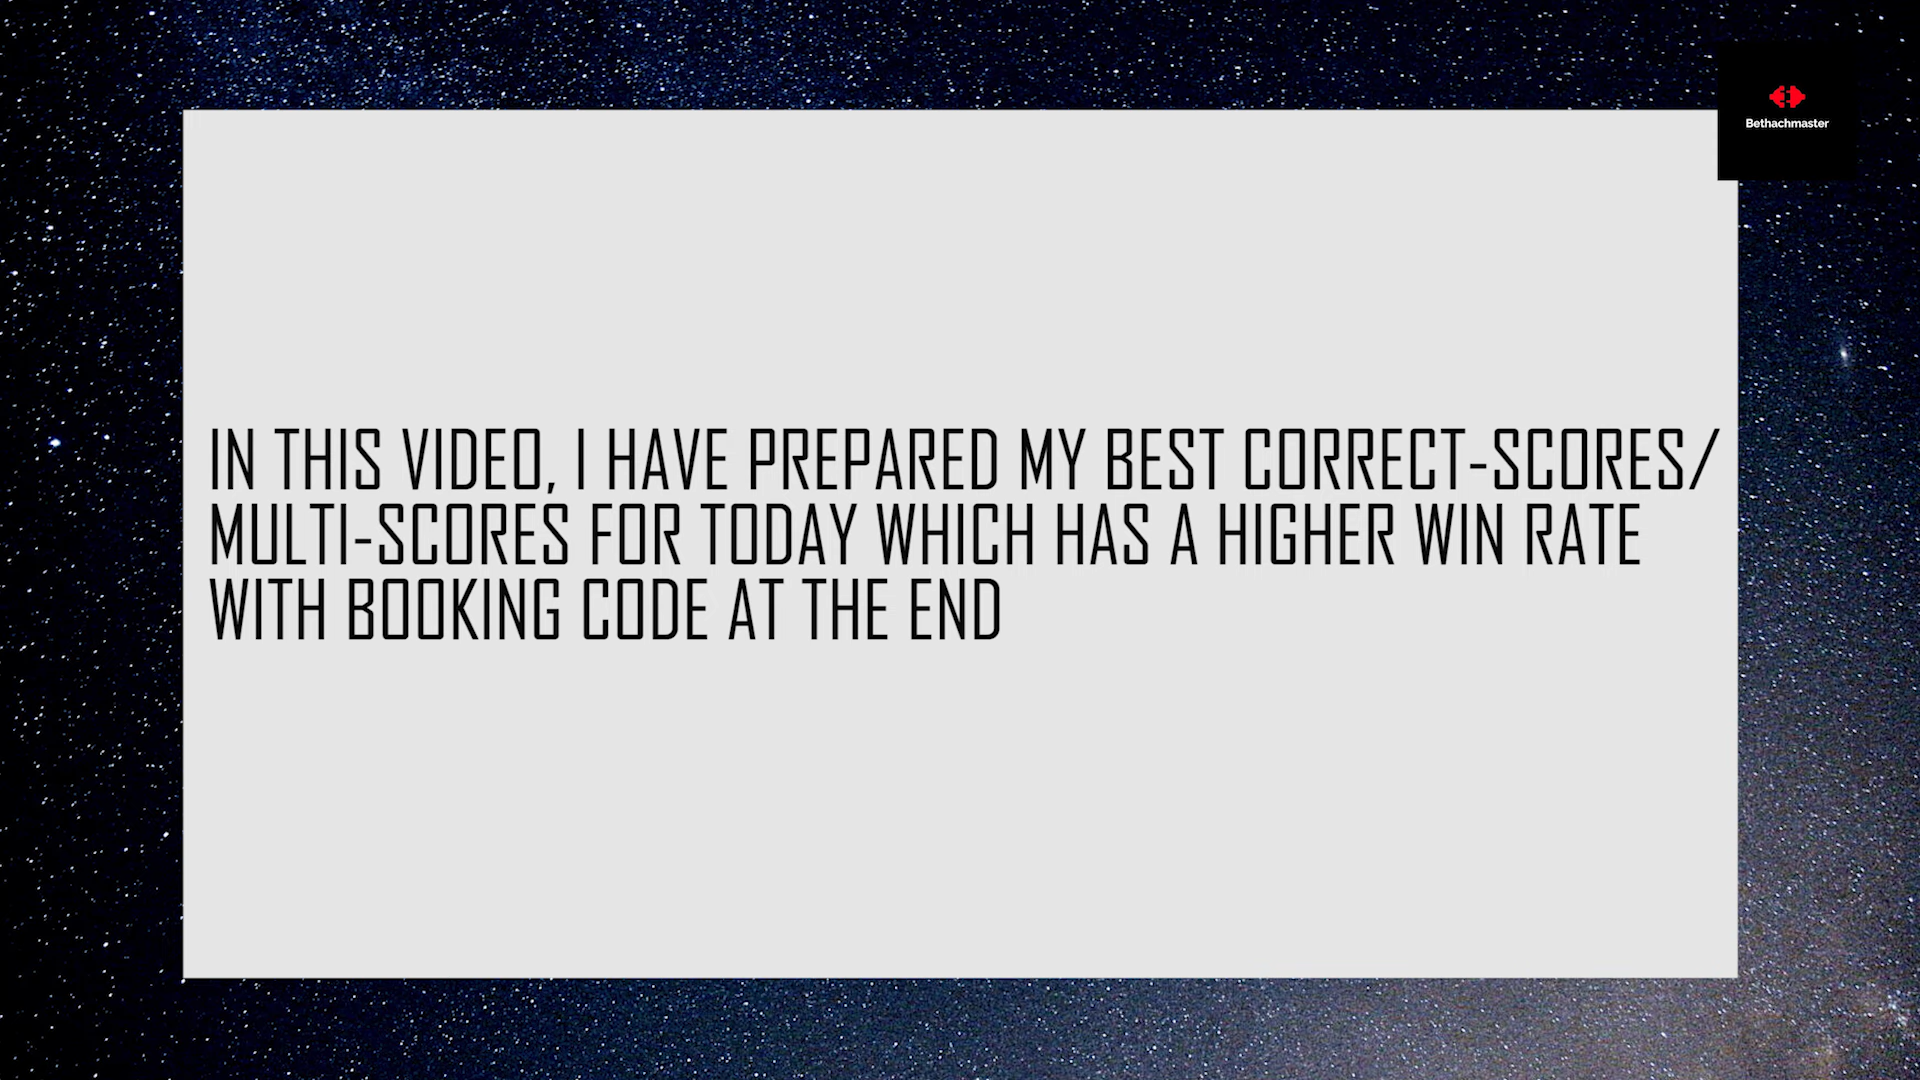 Bethachmaster
IN THIS VIDEO, I HAVE PREPARED MY BEST CORRECT-SCORES/
MULTI-SCORES FOR TODAY WHICH HAS A HIGHER WIN RATE
WITH BOOKING CODE AT THE END